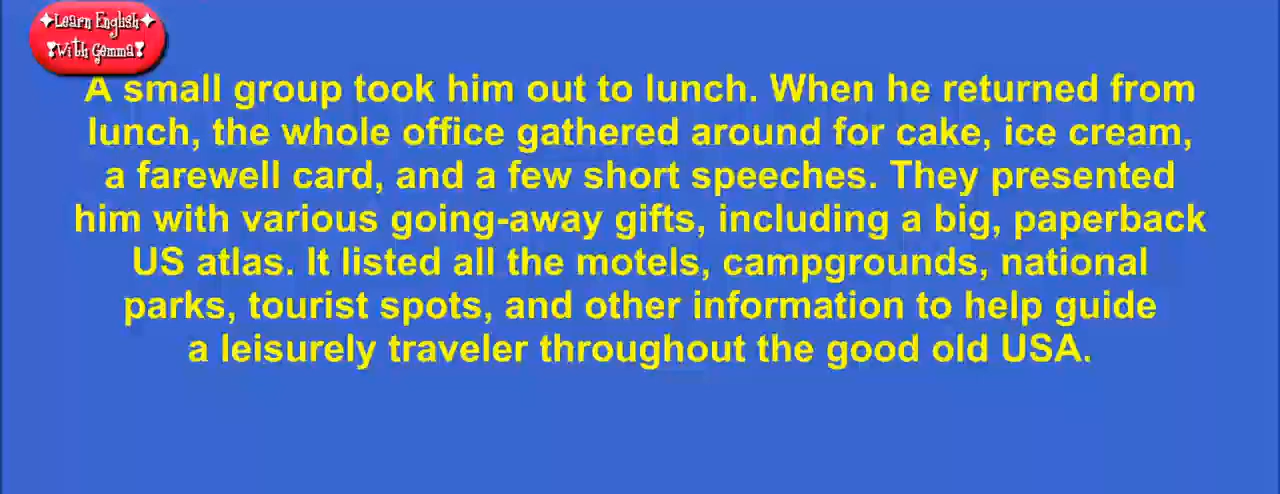 ✦Learn English✦
❣With Gemma❣
A small group took him out to lunch. When he returned from
lunch, the whole office gathered around for cake, ice cream,
a farewell card, and a few short speeches. They presented
him with various going-away gifts, including a big, paperback
US atlas. It listed all the motels, campgrounds, national
parks, tourist spots, and other information to help guide
a leisurely traveler throughout the good old USA.